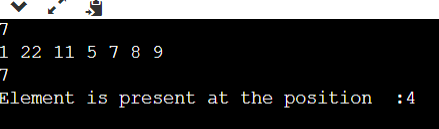 7
1 22 11 5 7 8 9
7
Element is present at the position  :4